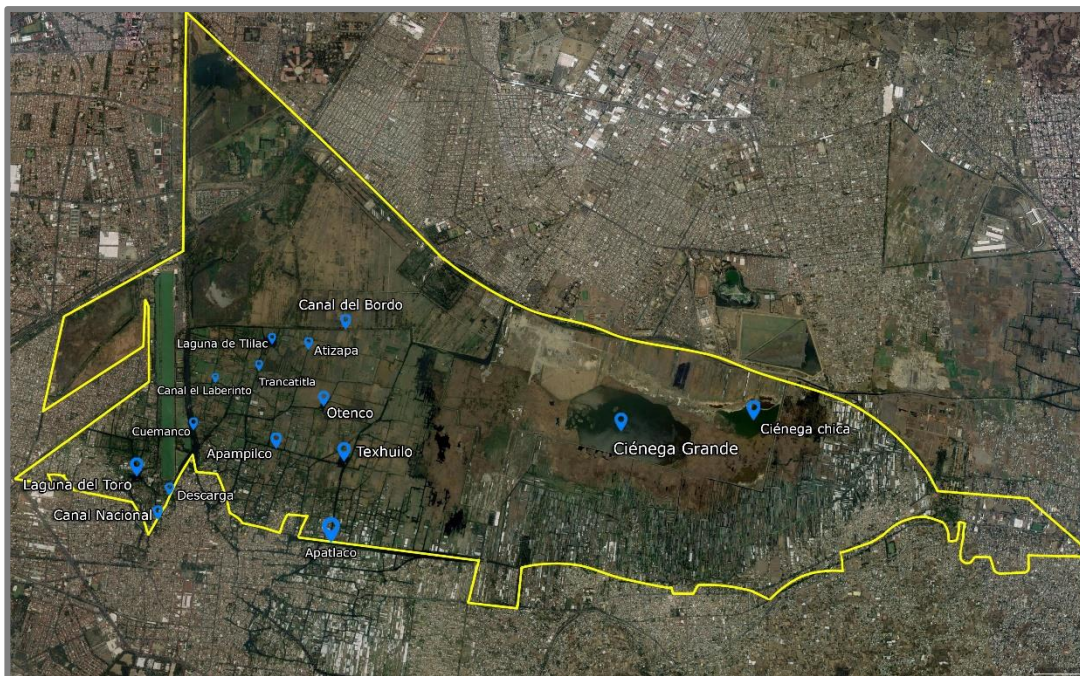 Canal del Bordo
Laguna de Tlilac
Atizapa
Trancatitla
Canal el Laberinto
Otenco
Cuemanco
Apampilco
Texhuilo
Ciénega Grande
Ciénega chica
Laguna del Toro
Descarga
Canal Nacional
Apatlaco